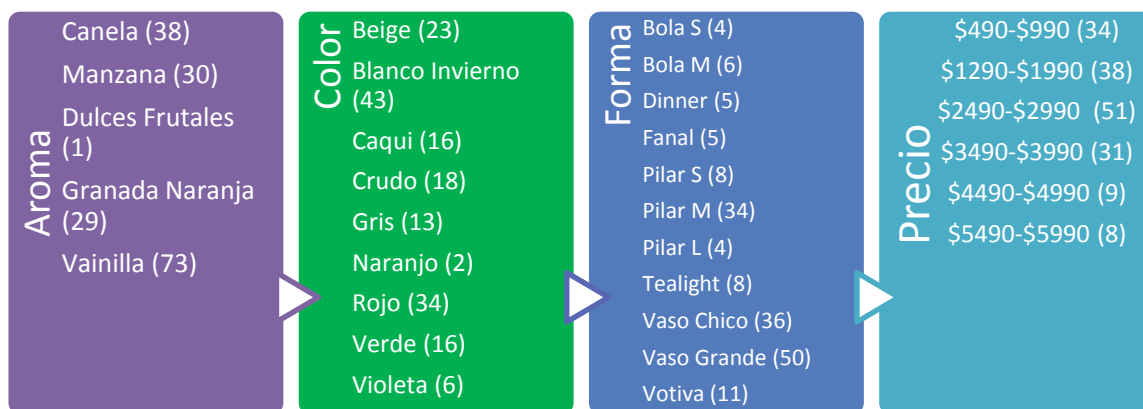 Aroma
Canela (38)
Manzana (30)
Dulces Frutales
(1)
Granada Naranja
(29)
Vainilla (73)
Color
Beige (23)
Blanco Invierno
(43)
Caqui (16)
Crudo (18)
Gris (13)
Naranjo (2)
Rojo (34)
Verde (16)
Violeta (6)
Forma
Bola S (4)
Bola M (6)
Dinner (5)
Fanal (5)
Pilar S (8)
Pilar M (34)
Pilar L (4)
Tealight (8)
Vaso Chico (36)
Vaso Grande (50)
Votiva (11)
Precio
$490-$990 (34)
$1290-$1990 (38)
$2490-$2990 (51)
$3490-$3990 (31)
$4490-$4990 (9)
$5490-$5990 (8)